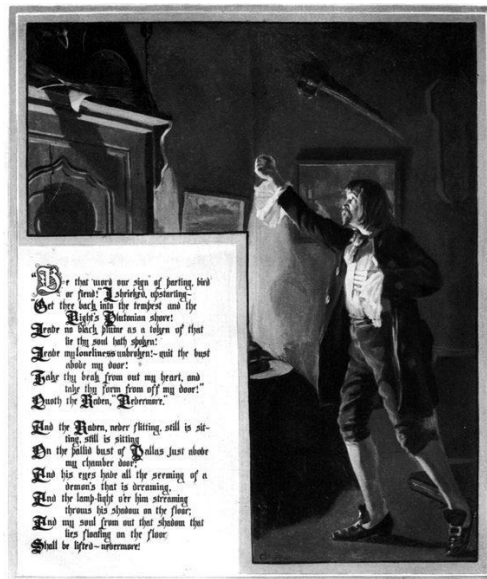 "Be that word our sign of parting, bird
or fiend!" I shrieked, upstarting—
"Get thee back into the tempest and the
Night's Plutonian shore!
Leave no black plume as a token of that
lie thy soul hath spoken!
Leave my loneliness unbroken!—quit the bust
above my door!
Take thy beak from out my heart, and
take thy form from off my door!"
Quoth the Raven, "Nevermore."
And the Raven, never flitting, still is sit-
ting, still is sitting
On the pallid bust of Pallas just above
my chamber door;
And his eyes have all the seeming of a
demon's that is dreaming,
And the lamp-light o'er him streaming
throws his shadow on the floor;
And my soul from out that shadow that
lies floating on the floor
Shall be lifted—nevermore!